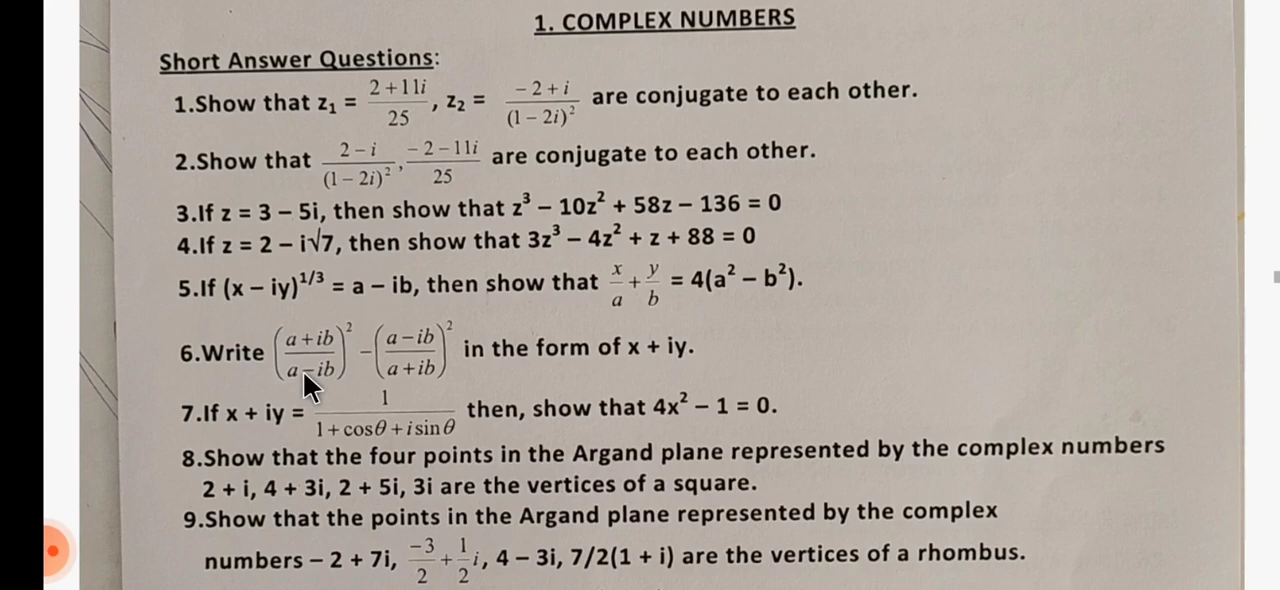 1. COMPLEX NUMBERS
Short Answer Questions:
1.Show that z₁ = (2+11i)/25 , z₂ = (-2+i)/(1-2i)² are conjugate to each other.
2.Show that (2-i)/(1-2i)² , (-2-11i)/25 are conjugate to each other.
3.If z = 3 – 5i, then show that z³ – 10z² + 58z – 136 = 0
4.If z = 2 – i√7, then show that 3z³ – 4z² + z + 88 = 0
5.If (x – iy)^1/3 = a – ib, then show that x/a + y/b = 4(a² – b²).
6.Write ((a+ib)/(a-ib))² – ((a-ib)/(a+ib))² in the form of x + iy.
7.If x + iy = 1/(1+cosθ+isinθ) then, show that 4x² – 1 = 0.
8.Show that the four points in the Argand plane represented by the complex numbers
2 + i, 4 + 3i, 2 + 5i, 3i are the vertices of a square.
9.Show that the points in the Argand plane represented by the complex
numbers – 2 + 7i, -3/2 + 1/2 i, 4 – 3i, 7/2(1 + i) are the vertices of a rhombus.